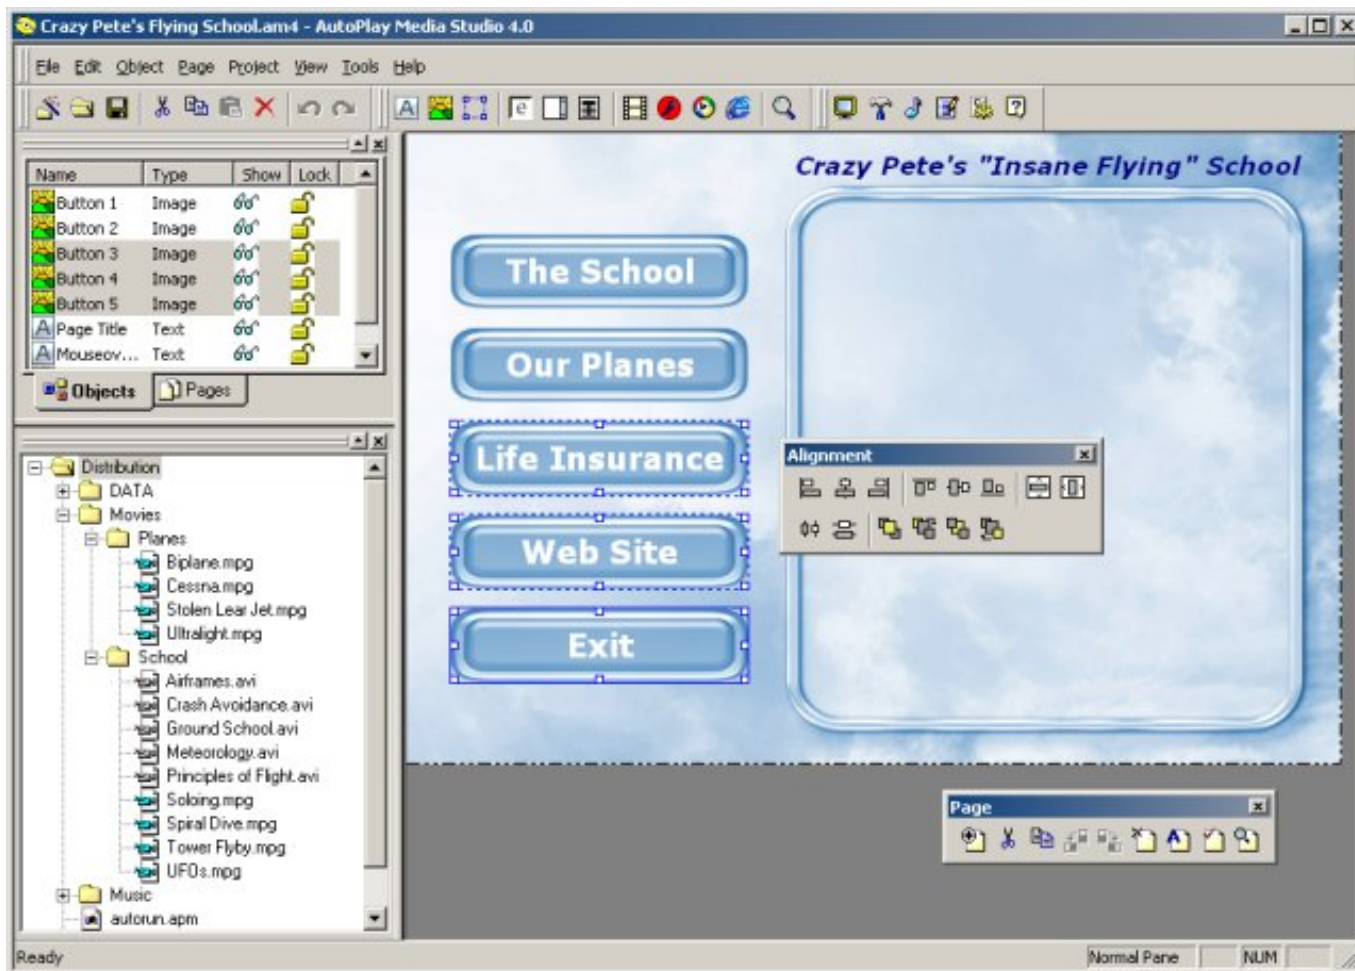 Crazy Pete's Flying School.am4 - AutoPlay Media Studio 4.0
File Edit Object Page Project View Tools Help
Name Type Show Lock
Button 1 Image
Button 2 Image
Button 3 Image
Button 4 Image
Button 5 Image
Page Title Text
Mouseov... Text
Objects Pages
Distribution
DATA
Movies
Planes
Biplane.mpg
Cessna.mpg
Stolen Lear Jet.mpg
Ultralight.mpg
School
Airframes.avi
Crash Avoidance.avi
Ground School.avi
Meteorology.avi
Principles of Flight.avi
Soloing.mpg
Spiral Dive.mpg
Tower Flyby.mpg
UFOs.mpg
Music
autorun.apm
Crazy Pete's "Insane Flying" School
The School
Our Planes
Life Insurance
Web Site
Exit
Alignment
Page
Ready
Normal Pane NUM